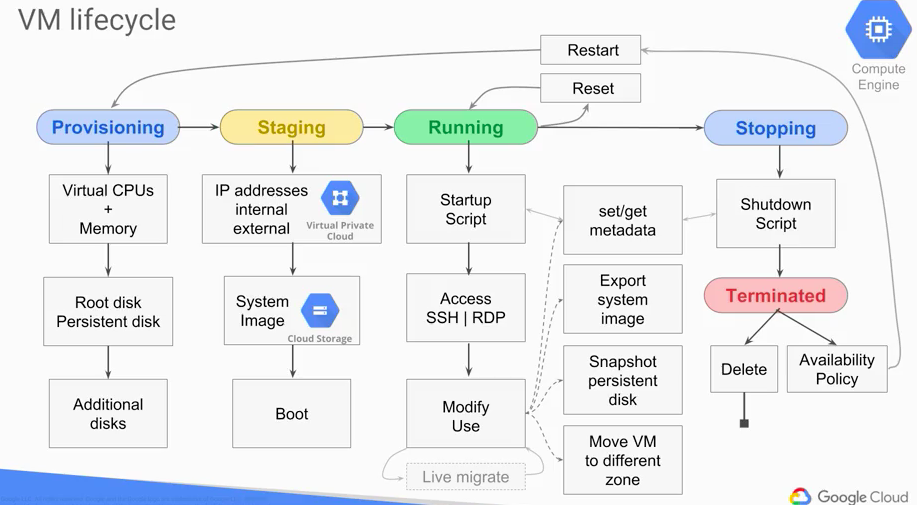 VM lifecycle
Restart
Compute
Engine
Reset
Provisioning
Staging
Running
Stopping
Virtual CPUs
+
Memory
IP addresses
internal
external
Virtual Private
Cloud
Startup
Script
set/get
metadata
Shutdown
Script
Root disk
Persistent disk
System
Image
Cloud Storage
Access
SSH | RDP
Export
system
image
Terminated
Additional
disks
Boot
Modify
Use
Snapshot
persistent
disk
Delete
Availability
Policy
Live migrate
Move VM
to different
zone
Google Cloud